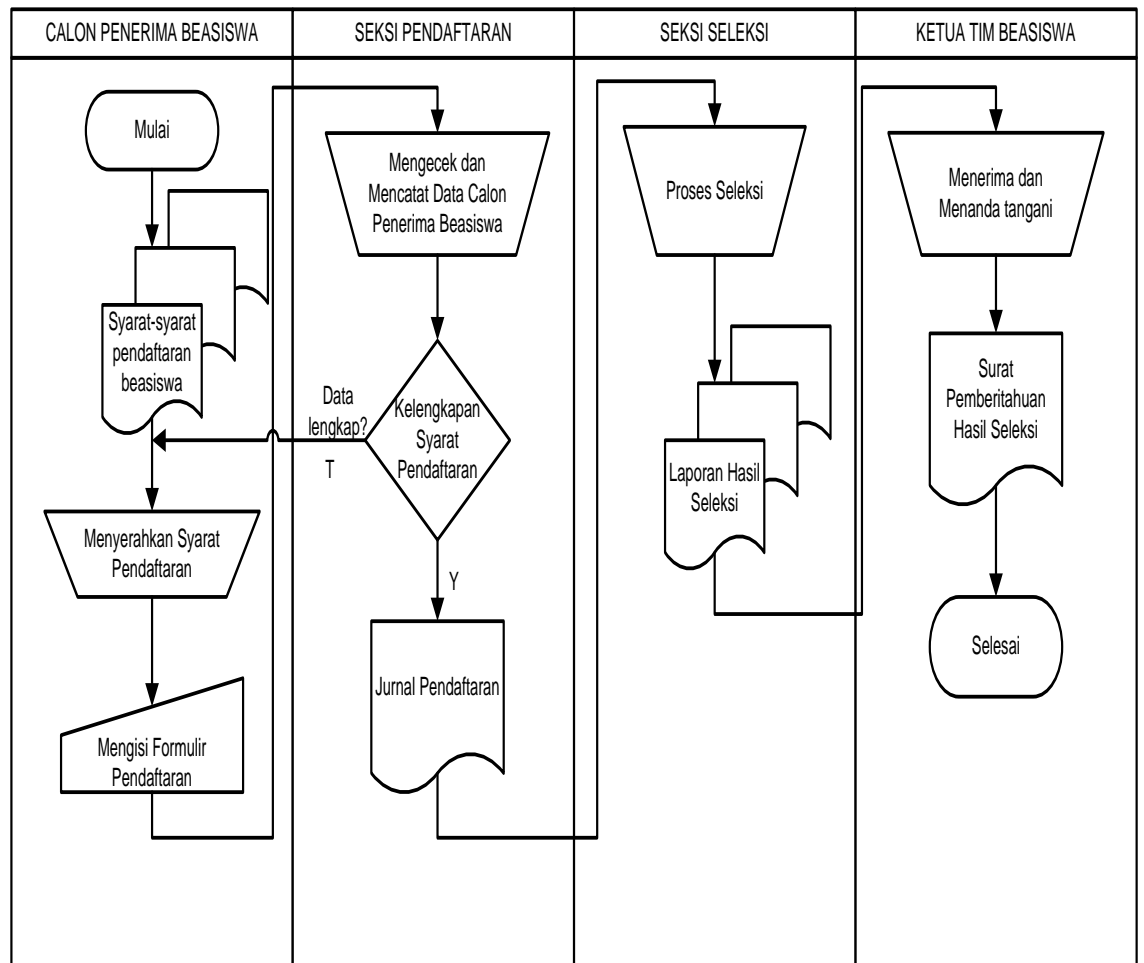 CALON PENERIMA BEASISWA
SEKSI PENDAFTARAN
SEKSI SELEKSI
KETUA TIM BEASISWA
Mulai
Syarat-syarat
pendaftaran
beasiswa
Menyerahkan Syarat
Pendaftaran
Mengisi Formulir
Pendaftaran
Mengecek dan
Mencatat Data Calon
Penerima Beasiswa
Data
lengkap?
T
Kelengkapan
Syarat
Pendaftaran
Y
Jurnal Pendaftaran
Proses Seleksi
Laporan Hasil
Seleksi
Menerima dan
Menanda tangani
Surat
Pemberitahuan
Hasil Seleksi
Selesai